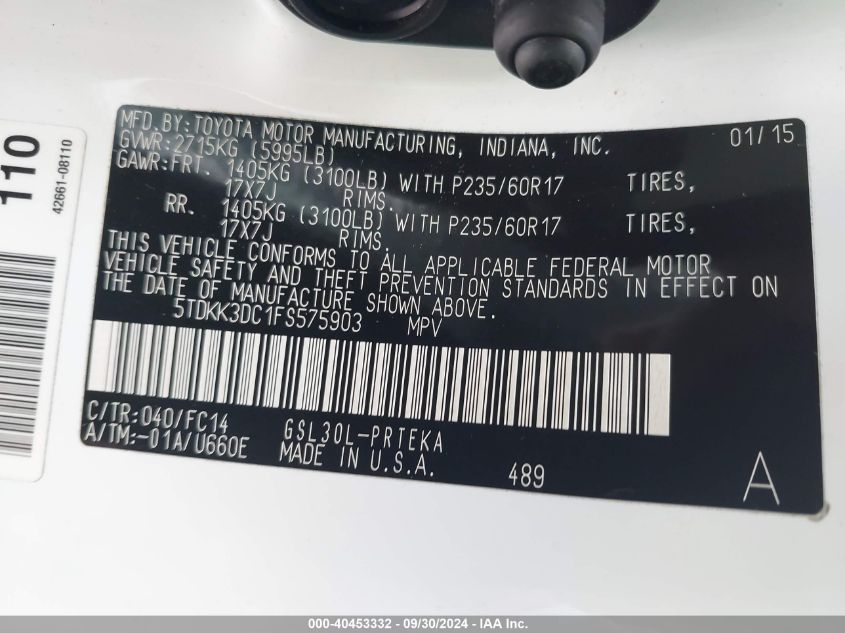 110
42661-08110
MFD. BY: TOYOTA MOTOR MANUFACTURING, INDIANA, INC. 01/15
GVWR: 2715KG (5995LB)
GAWR: FRT. 1405KG (3100LB) WITH P235/60R17 TIRES,
17X7J RIMS.
RR. 1405KG (3100LB) WITH P235/60R17 TIRES,
17X7J RIMS.
THIS VEHICLE CONFORMS TO ALL APPLICABLE FEDERAL MOTOR
VEHICLE SAFETY AND THEFT PREVENTION STANDARDS IN EFFECT ON
THE DATE OF MANUFACTURE SHOWN ABOVE.
5TDKK3DC1FS575903 MPV
C/TR: 040/FC14 GSL30L-PRTEKA
A/TM: -01A/U660E MADE IN U.S.A. 489 A
000-40453332 - 09/30/2024 - IAA Inc.